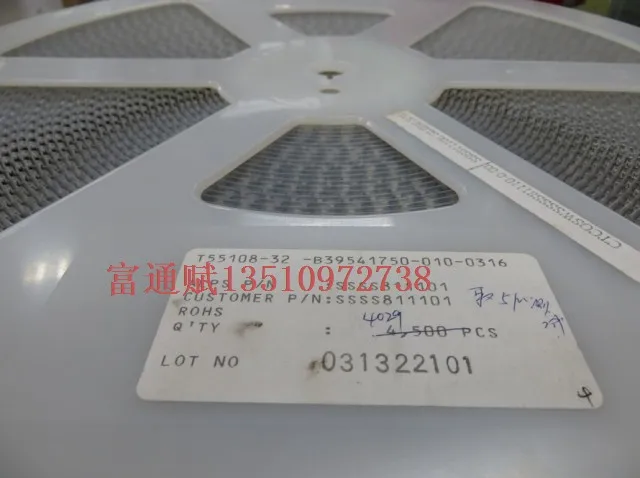 T55108-32 -B39541750-010-0316
富通赋13510972738
P/N :SSSS811101
CUSTOMER P/N:SSSS811101
ROHS
4029
Q'TY : 4,500 PCS
LOT NO 031322101